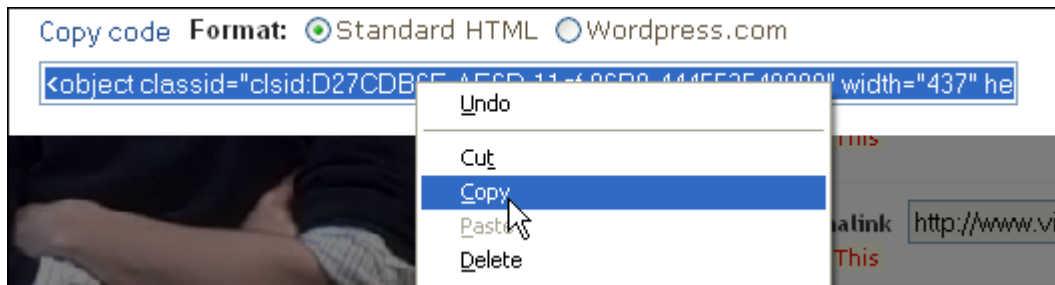 Copy code Format: Standard HTML Wordpress.com
<object classid="clsid:D27CDB6E-AE6D-11cf-96B8-444553540000" width="437" he
Undo
Cut
This
Copy
Paste
alink http://www.vi
Delete
This